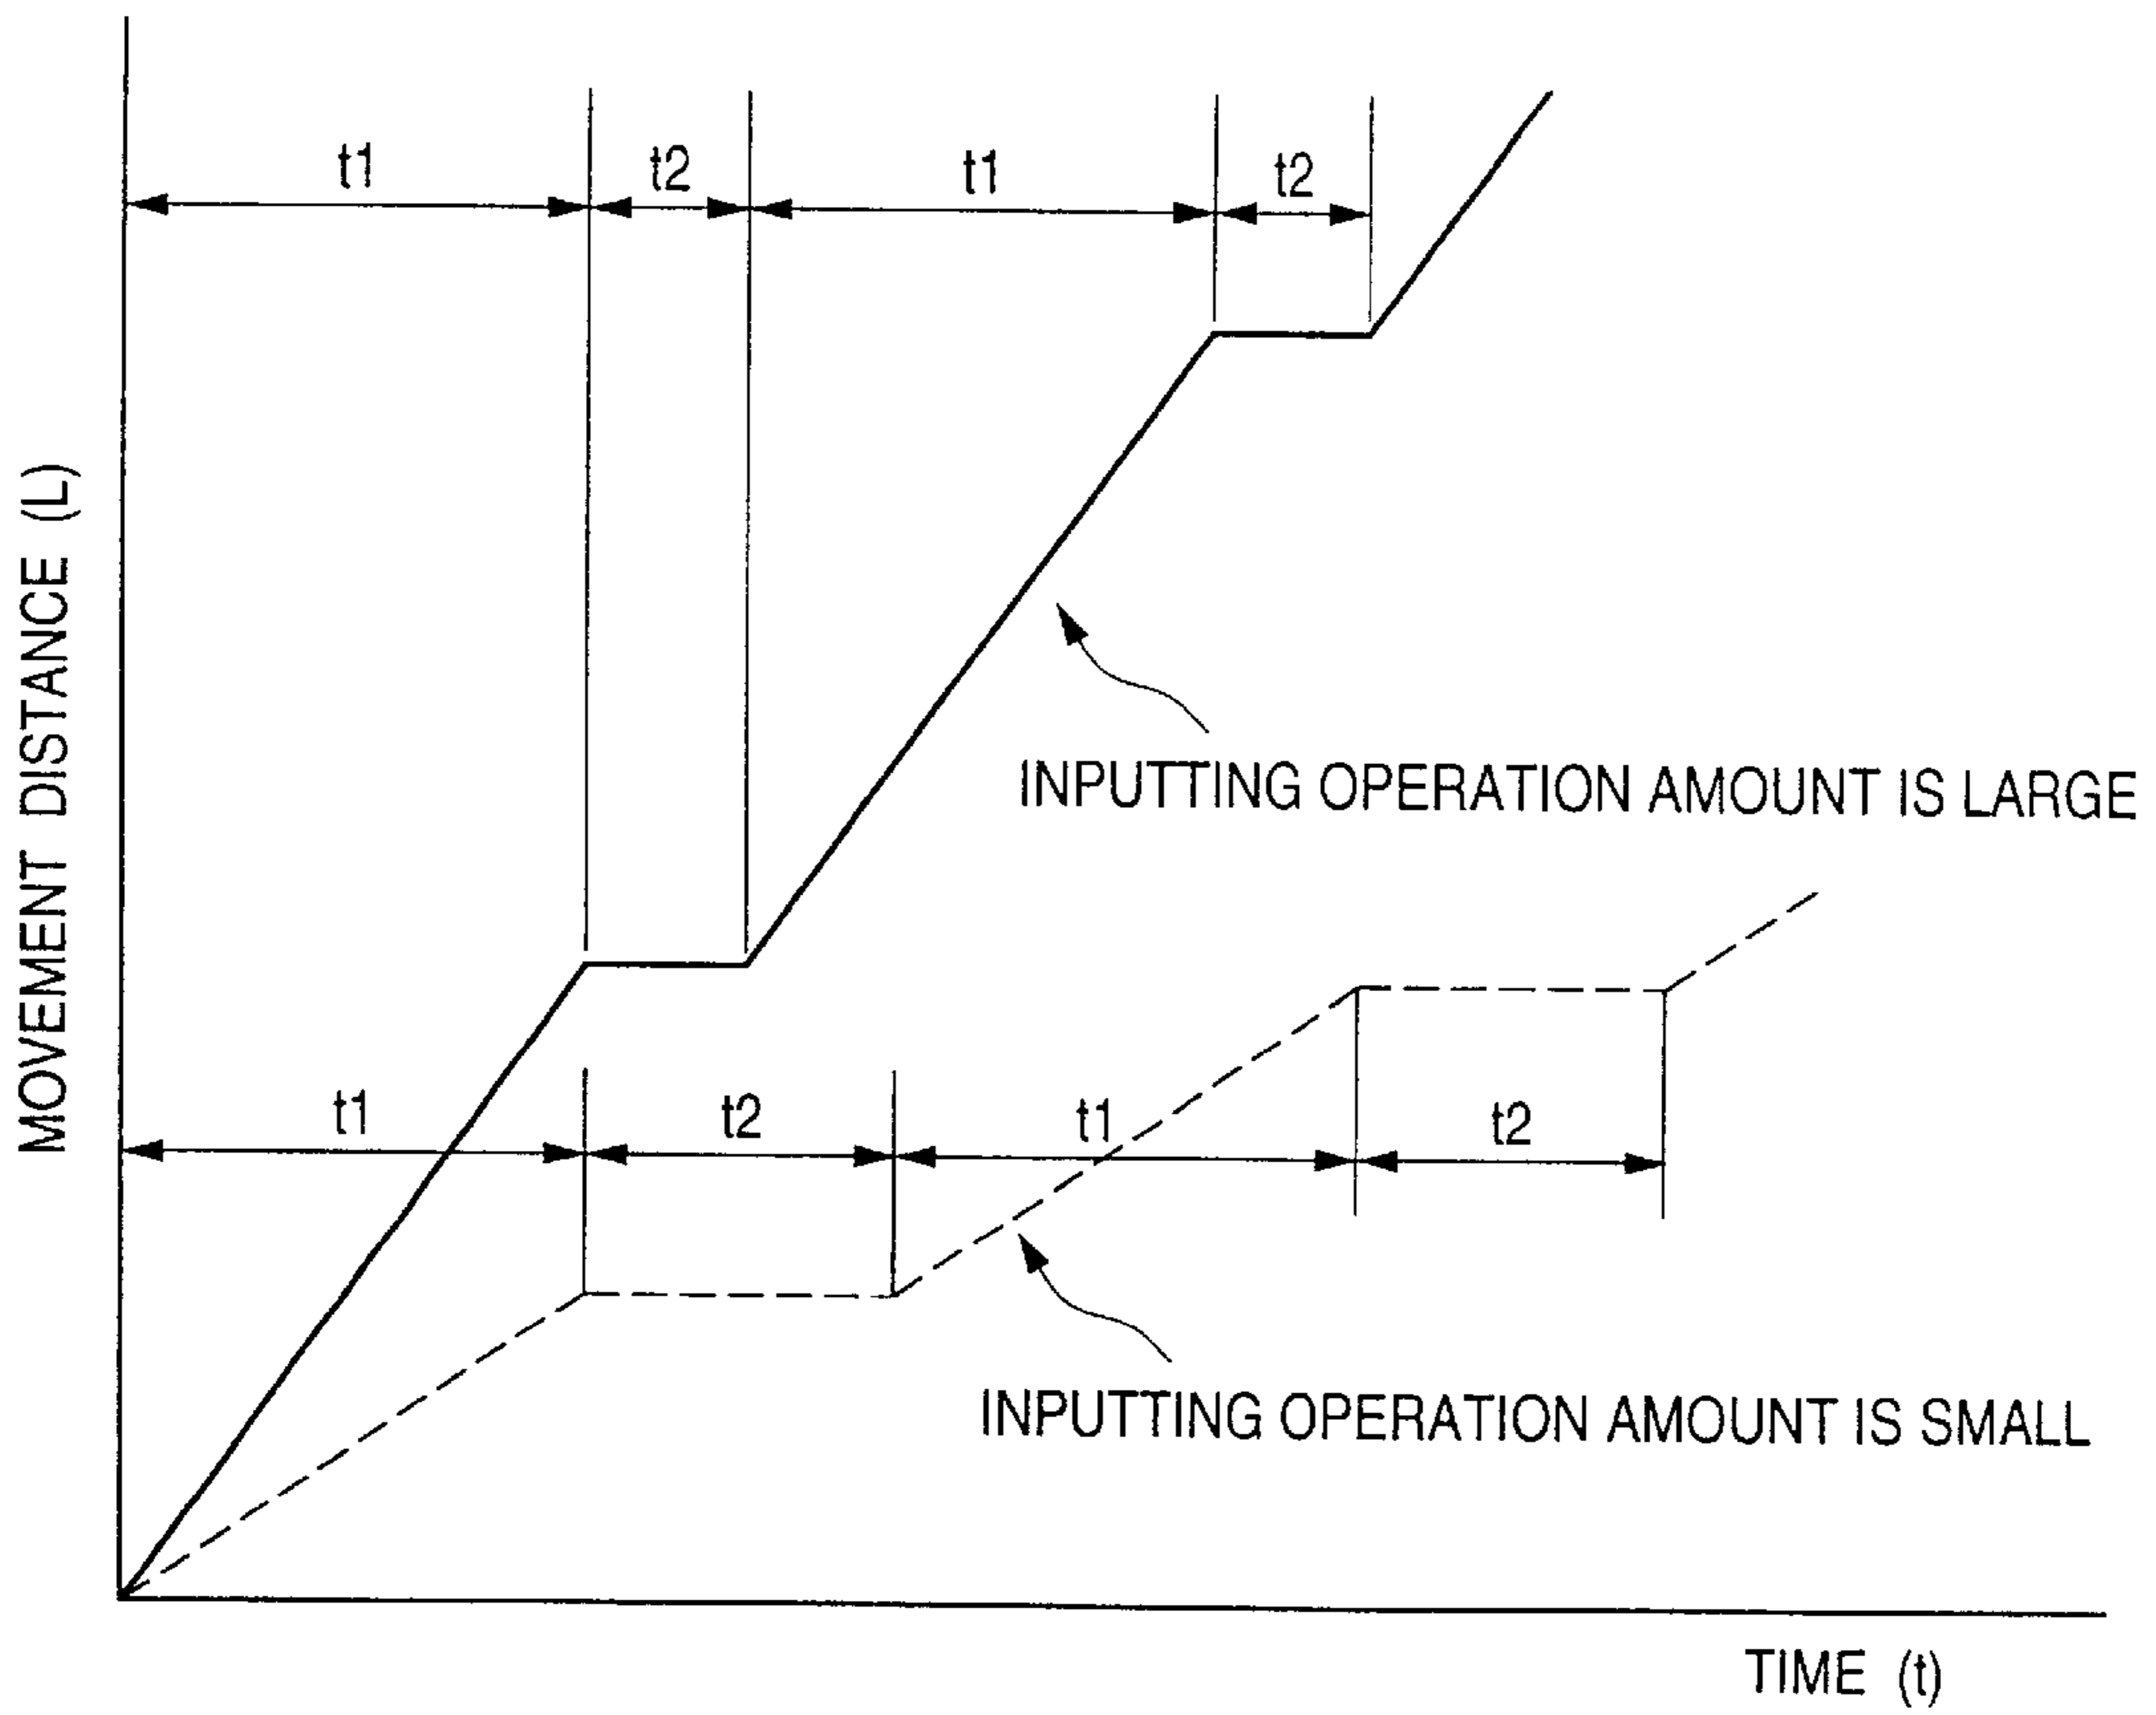 t1
t2
t1
t2
MOVEMENT DISTANCE (L)
INPUTTING OPERATION AMOUNT IS LARGE
t1
t2
t1
t2
INPUTTING OPERATION AMOUNT IS SMALL
TIME (t)